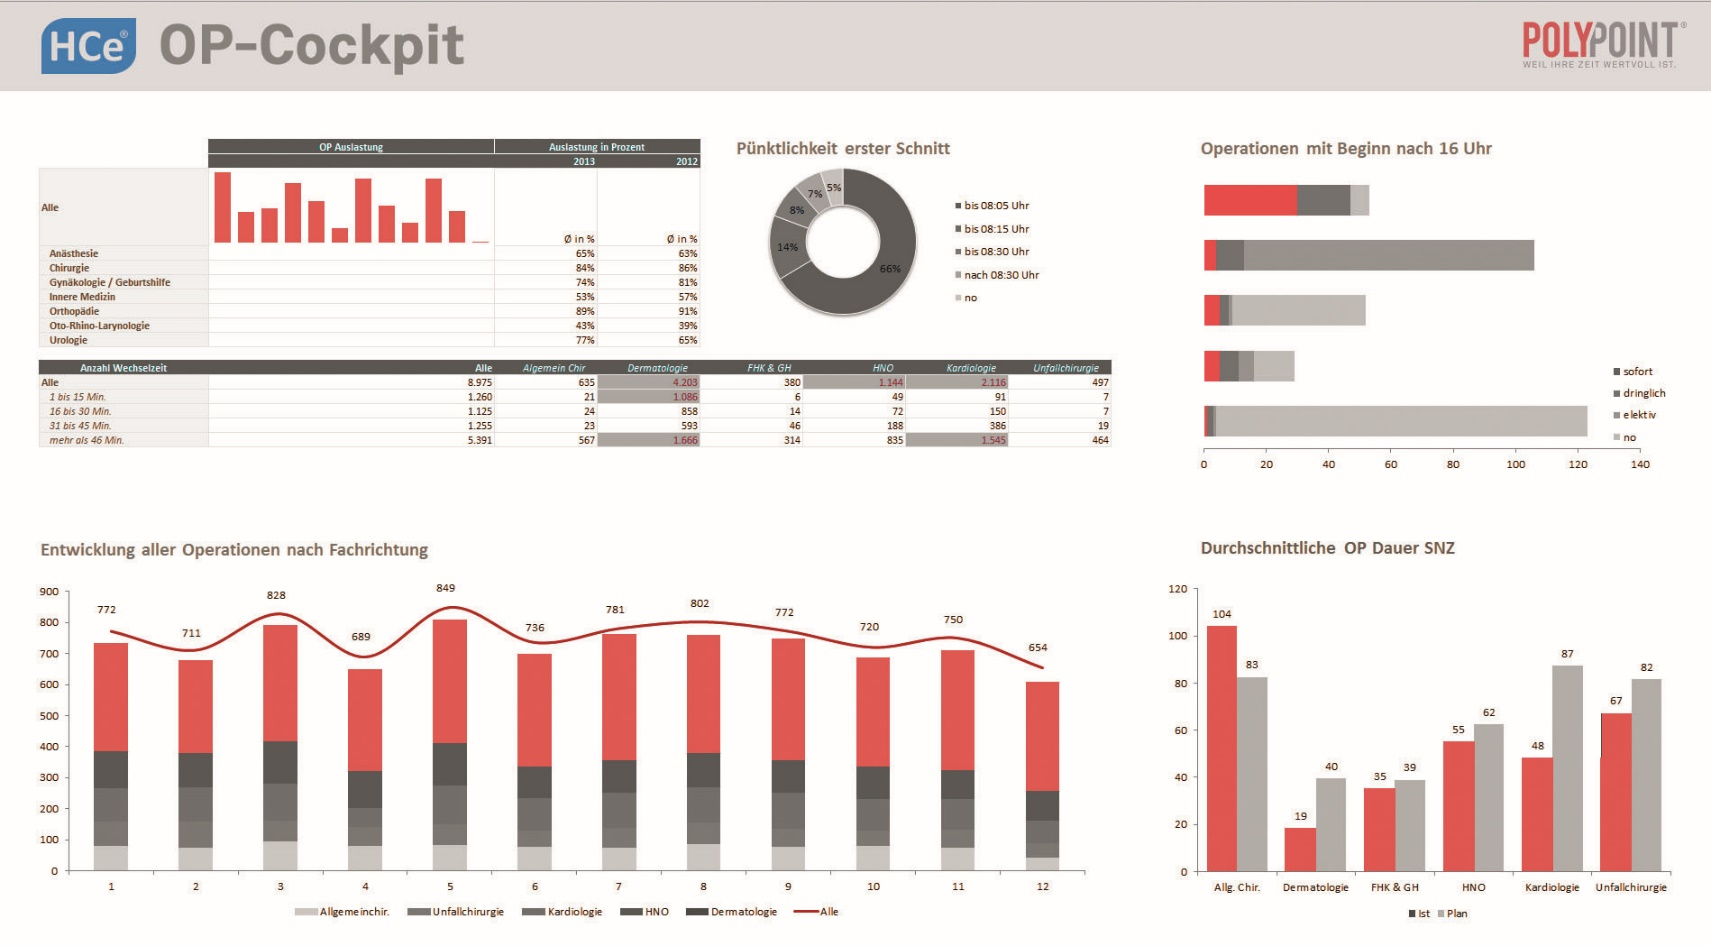 HCe® OP-Cockpit
POLYPOINT®
WEIL IHRE ZEIT WERTVOLL IST.
OP Auslastung Auslastung in Prozent
2013 2012
Alle
Ø in % Ø in %
Anästhesie 65% 63%
Chirurgie 84% 86%
Gynäkologie / Geburtshilfe 74% 81%
Innere Medizin 53% 57%
Orthopädie 89% 91%
Oto-Rhino-Larynologie 43% 39%
Urologie 77% 65%
Pünktlichkeit erster Schnitt
5%
7%
8%
14%
66%
bis 08:05 Uhr
bis 08:15 Uhr
bis 08:30 Uhr
nach 08:30 Uhr
no
Operationen mit Beginn nach 16 Uhr
sofort
dringlich
elektiv
no
0 20 40 60 80 100 120 140
Anzahl Wechselzeit Alle Algemein Chir Dermatologie FHK & GH HNO Kardiologie Unfallchirurgie
Alle 8.975 635 4.203 380 1.144 2.116 497
1 bis 15 Min. 1.260 21 1.086 6 49 91 7
16 bis 30 Min. 1.125 24 858 14 72 150 7
31 bis 45 Min. 1.255 23 593 46 188 386 19
mehr als 46 Min. 5.391 567 1.666 314 835 1.545 464
Entwicklung aller Operationen nach Fachrichtung
900
800
700
600
500
400
300
200
100
0
772 711 828 689 849 736 781 802 772 720 750 654
1 2 3 4 5 6 7 8 9 10 11 12
Allgemeinchir. Unfallchirurgie Kardiologie HNO Dermatologie Alle
Durchschnittliche OP Dauer SNZ
120
100
80
60
40
20
0
104 83 19 40 35 39 55 62 48 87 67 82
Allg. Chir. Dermatologie FHK & GH HNO Kardiologie Unfallchirurgie
Ist Plan